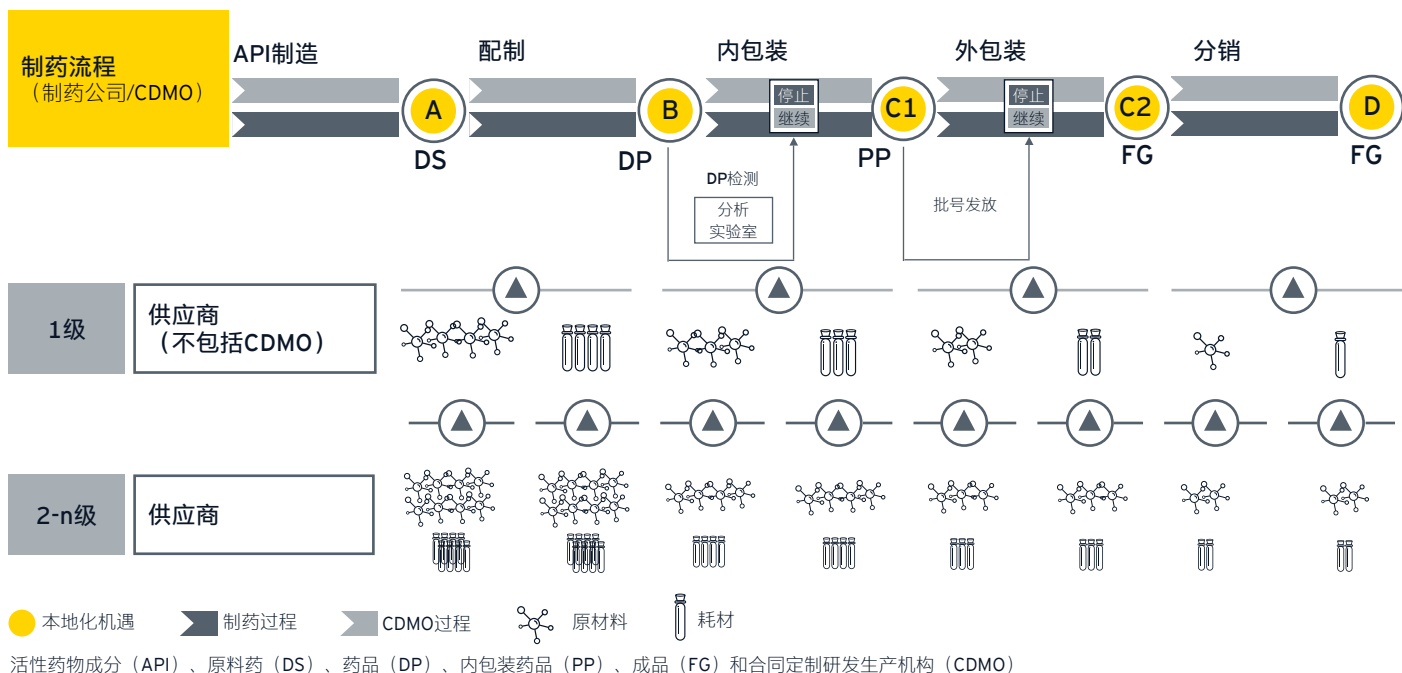 制药流程
（制药公司/CDMO）
API制造
配制
内包装
外包装
分销
停止
继续
停止
继续
A
B
C1
C2
D
DS
DP
PP
FG
FG
DP检测
分析
实验室
批号发放
1级
供应商
（不包括CDMO）
2-n级
供应商
本地化机遇
制药过程
CDMO过程
原材料
耗材
活性药物成分（API）、原料药（DS）、药品（DP）、内包装药品（PP）、成品（FG）和合同定制研发生产机构（CDMO）